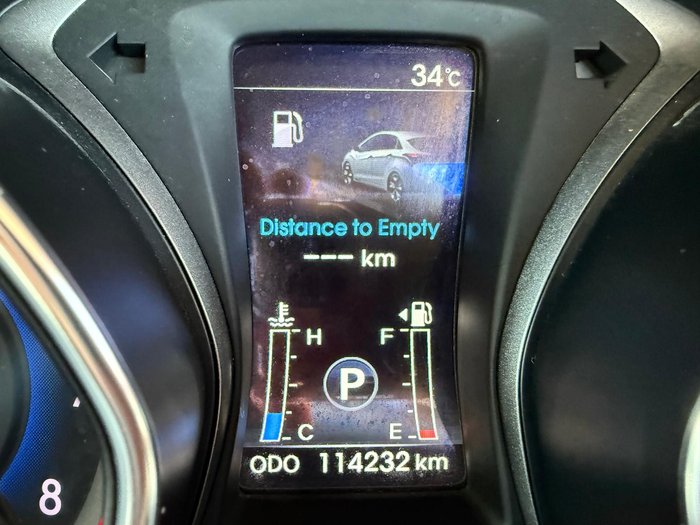 34°C
Distance to Empty
--- km
H F
P
C E
ODO 114232 km
8